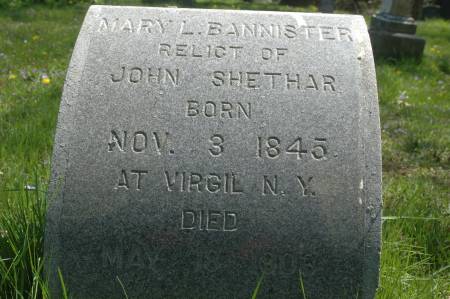 MARY L. BANNISTER
RELICT OF
JOHN SHETHAR
BORN
NOV. 3 1845
AT VIRGIL N.Y.
DIED
MAY